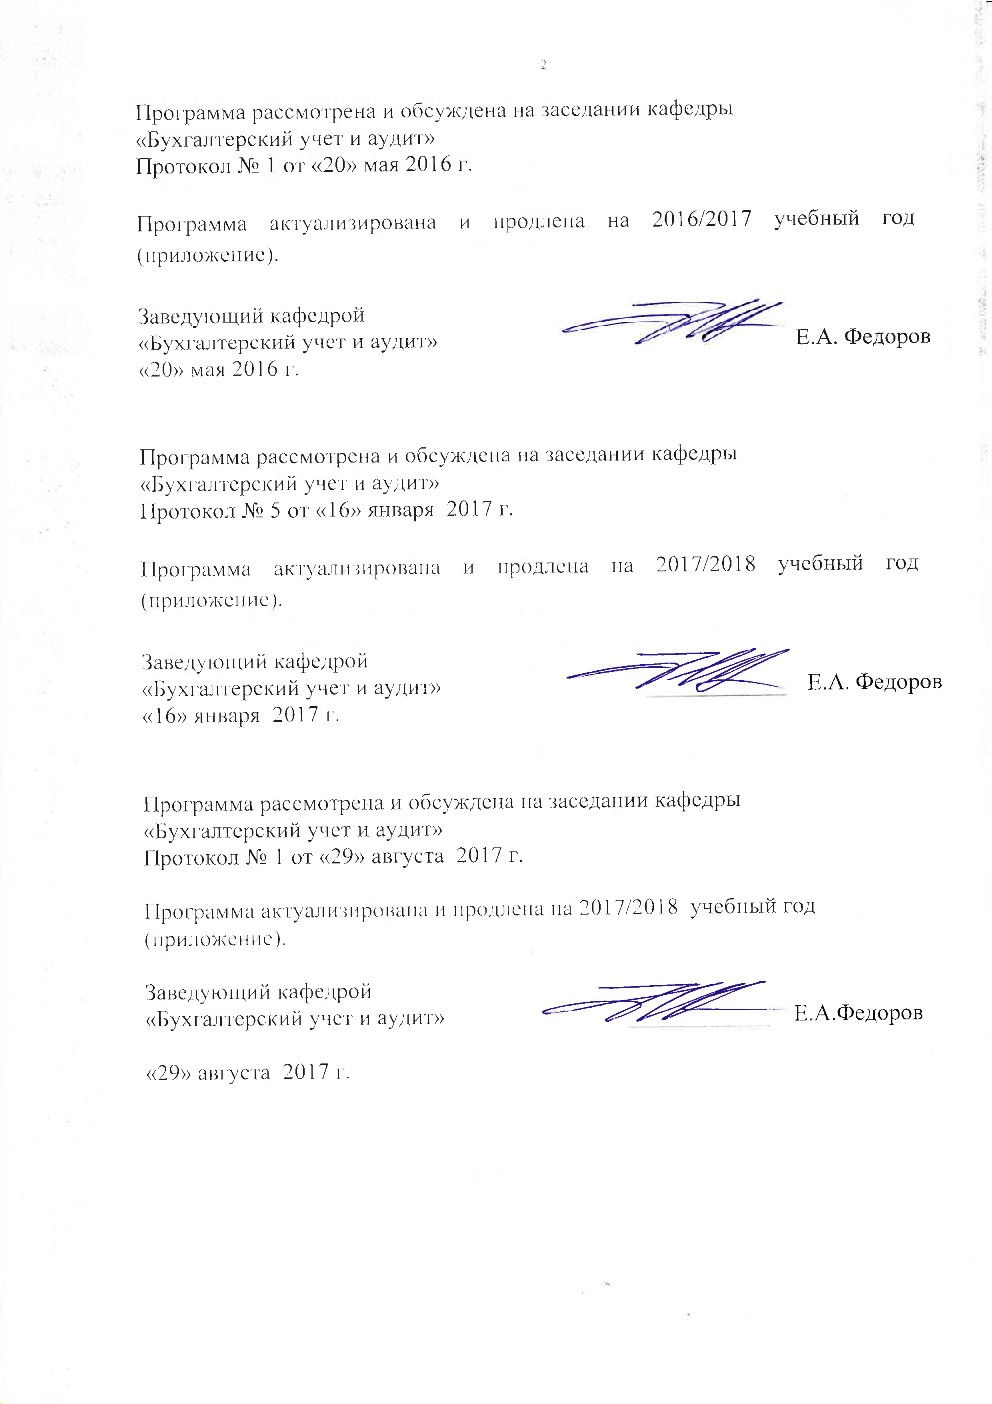 2
Программа рассмотрена и обсуждена на заседании кафедры
«Бухгалтерский учет и аудит»
Протокол № 1 от «20» мая 2016 г.
Программа актуализирована и продлена на 2016/2017 учебный год
(приложение).
Заведующий кафедрой
«Бухгалтерский учет и аудит»
Е.А. Федоров
«20» мая 2016 г.
Программа рассмотрена и обсуждена на заседании кафедры
«Бухгалтерский учет и аудит»
Протокол № 5 от «16» января 2017 г.
Программа актуализирована и продлена на 2017/2018 учебный год
(приложение).
Заведующий кафедрой
«Бухгалтерский учет и аудит»
Е.А. Федоров
«16» января 2017 г.
Программа рассмотрена и обсуждена на заседании кафедры
«Бухгалтерский учет и аудит»
Протокол № 1 от «29» августа 2017 г.
Программа актуализирована и продлена на 2017/2018 учебный год
(приложение).
Заведующий кафедрой
«Бухгалтерский учет и аудит»
Е.А.Федоров
«29» августа 2017 г.